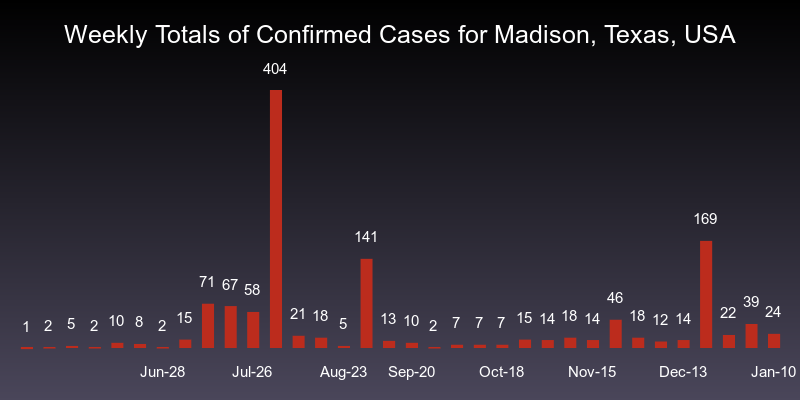 Weekly Totals of Confirmed Cases for Madison, Texas, USA
404
169
141
71 67 58 46 39
1 2 5 2 10 8 2 15 21 18 5 13 10 2 7 7 7 15 14 18 14 18 12 14 22 24
Jun-28 Jul-26 Aug-23 Sep-20 Oct-18 Nov-15 Dec-13 Jan-10